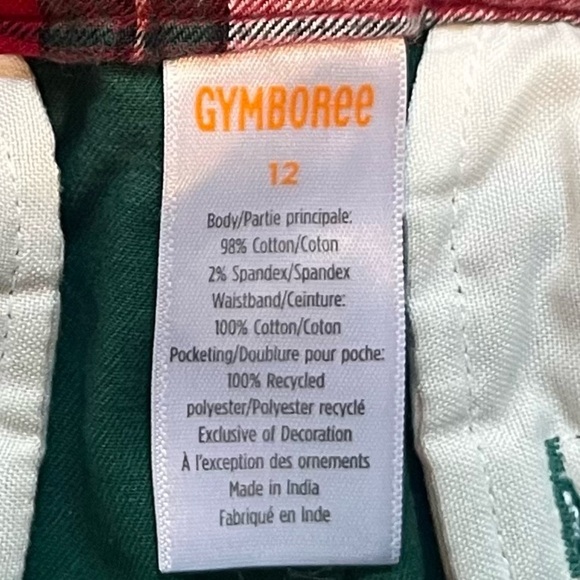 GYMBOREE
12
Body/Partie principale:
98% Cotton/Coton
2% Spandex/Spandex
Waistband/Ceinture:
100% Cotton/Coton
Pocketing/Doublure pour poche:
100% Recycled
polyester/Polyester recyclé
Exclusive of Decoration
À l'exception des ornements
Made in India
Fabriqué en Inde